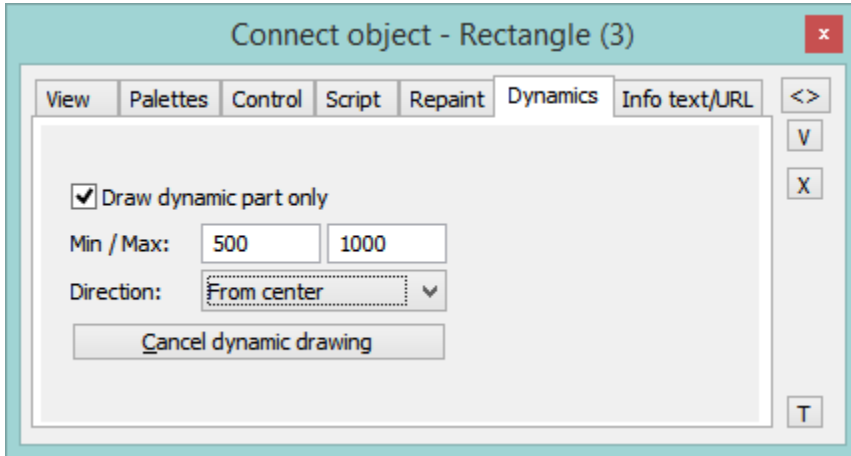 Connect object - Rectangle (3)
x
View Palettes Control Script Repaint Dynamics Info text/URL <>
V
X
Draw dynamic part only
Min / Max: 500 1000
Direction: From center
Cancel dynamic drawing
T